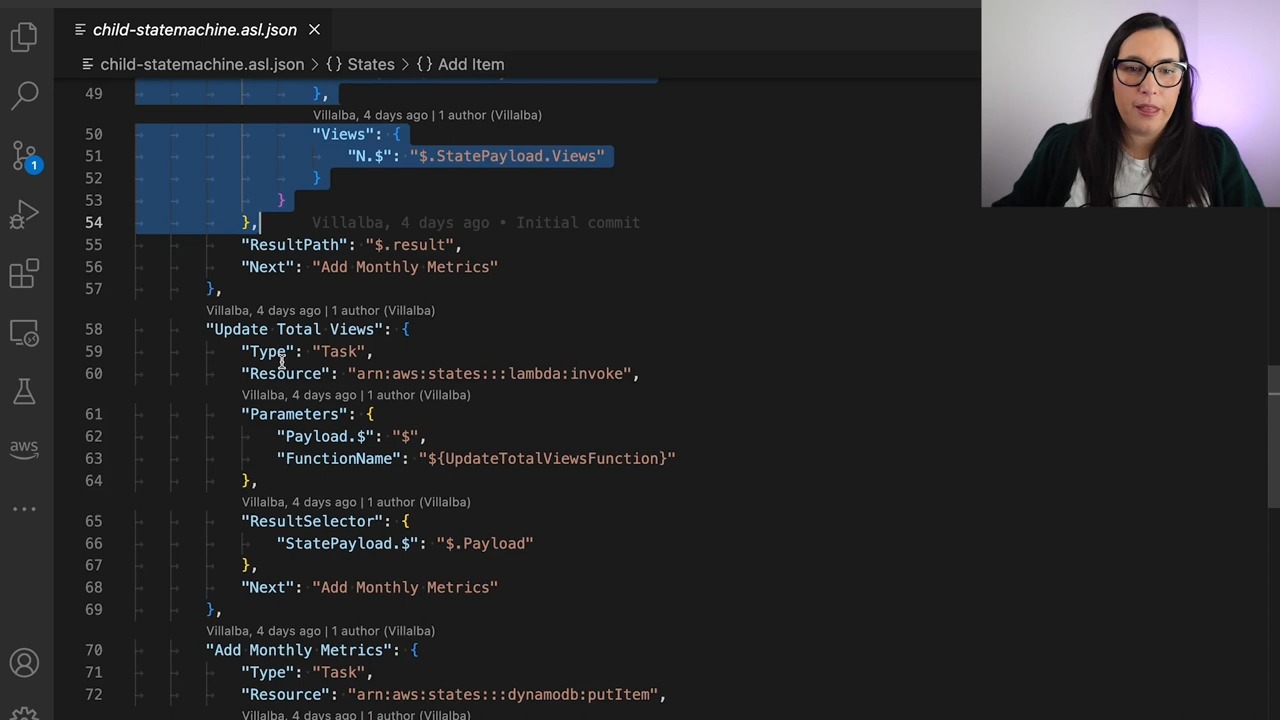 child-statemachine.asl.json
child-statemachine.asl.json > {} States > {} Add Item
49 },
Villalba, 4 days ago | 1 author (Villalba)
50 "Views": {
51 "N.$": "$.StatePayload.Views"
52 }
53 }
54 }, Villalba, 4 days ago • Initial commit
55 "ResultPath": "$.result",
56 "Next": "Add Monthly Metrics"
57 },
Villalba, 4 days ago | 1 author (Villalba)
58 "Update Total Views": {
59 "Type": "Task",
60 "Resource": "arn:aws:states:::lambda:invoke",
Villalba, 4 days ago | 1 author (Villalba)
61 "Parameters": {
62 "Payload.$": "$",
63 "FunctionName": "${UpdateTotalViewsFunction}"
64 },
Villalba, 4 days ago | 1 author (Villalba)
65 "ResultSelector": {
66 "StatePayload.$": "$.Payload"
67 },
68 "Next": "Add Monthly Metrics"
69 },
Villalba, 4 days ago | 1 author (Villalba)
70 "Add Monthly Metrics": {
71 "Type": "Task",
72 "Resource": "arn:aws:states:::dynamodb:putItem",
Villalba, 4 days ago | 1 author (Villalba)
1
aws